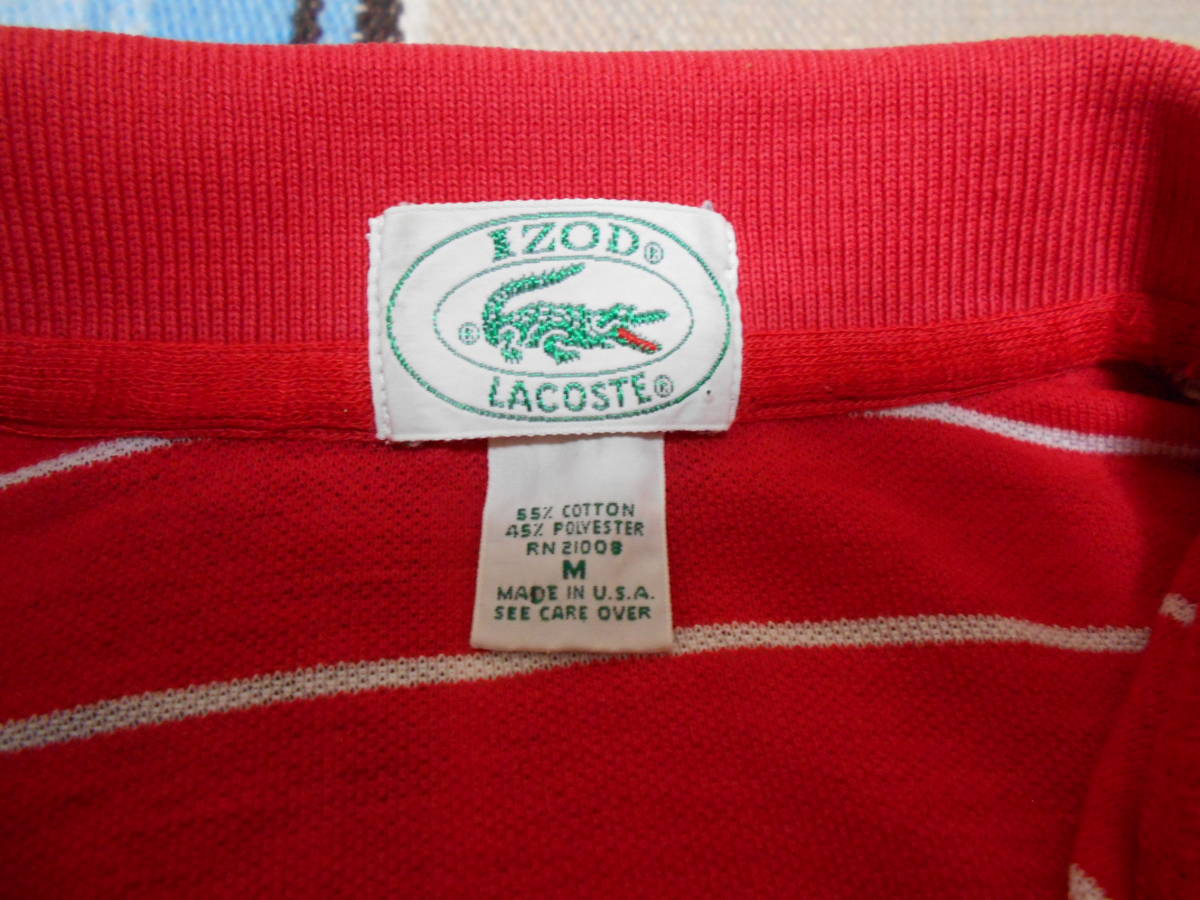 IZOD®
®
LACOSTE®
55% COTTON
45% POLYESTER
RN 21008
M
MADE IN U.S.A.
SEE CARE OVER